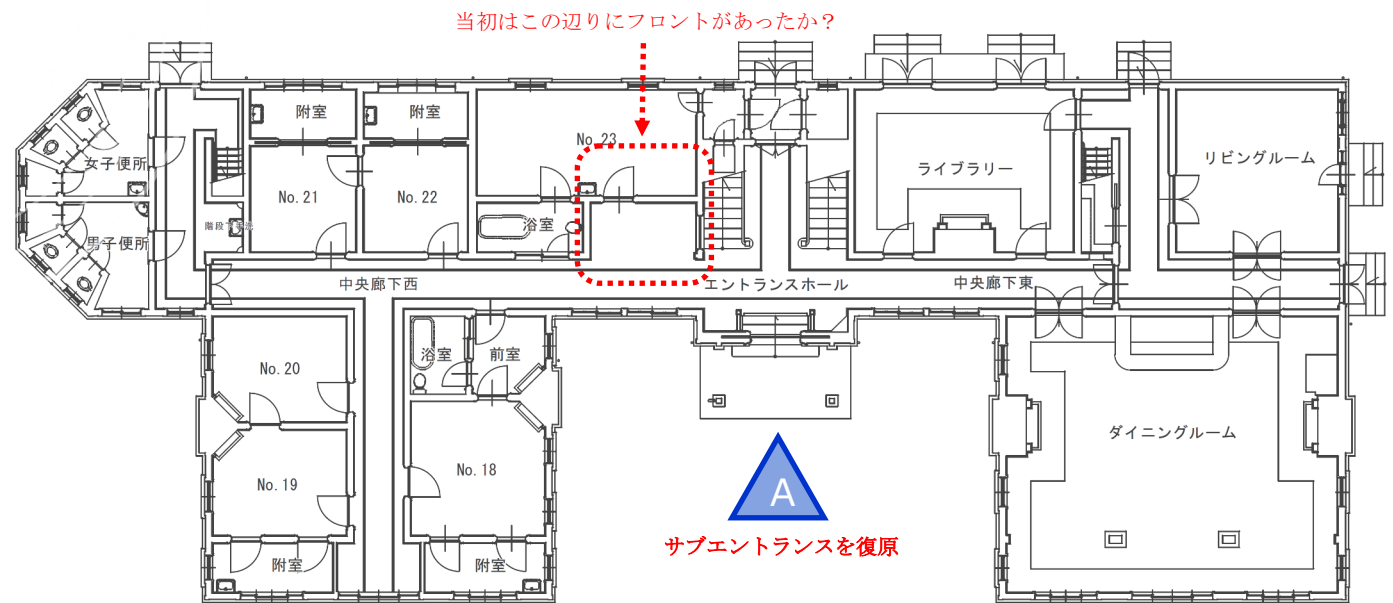 当初はこの辺りにフロントがあったか？
附室
附室
No.23
女子便所
No.21
No.22
ライブラリー
リビングルーム
階段下手洗
浴室
男子便所
中央廊下西
エントランスホール
中央廊下東
No.20
浴室
前室
ダイニングルーム
No.19
No.18
A
サブエントランスを復原
附室
附室